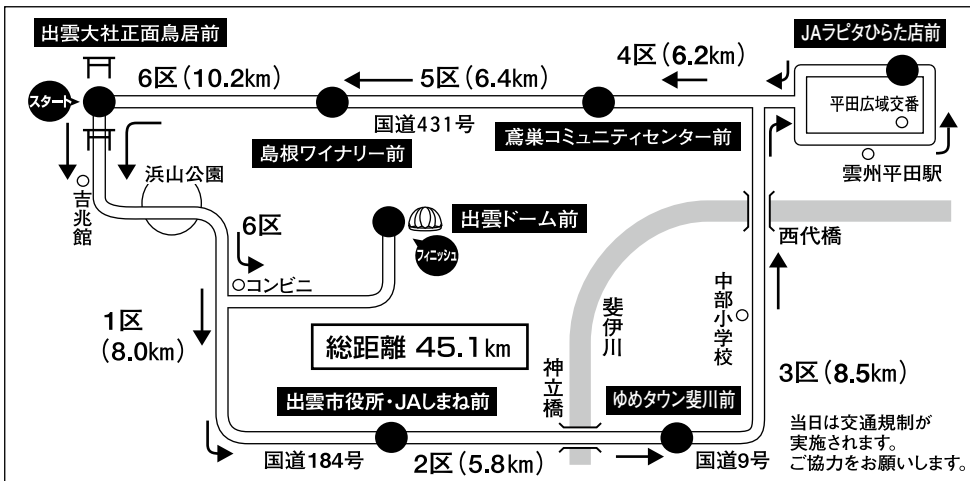 出雲大社正面鳥居前
JAラピタひらた店前
6区(10.2km)
5区(6.4km)
4区(6.2km)
スタート
平田広域交番
国道431号
島根ワイナリー前
鳶巣コミュニティセンター前
雲州平田駅
浜山公園
吉兆館
6区
出雲ドーム前
フィニッシュ
西代橋
コンビニ
1区
(8.0km)
総距離 45.1km
斐伊川
中部小学校
神立橋
3区(8.5km)
出雲市役所・JAしまね前
ゆめタウン斐川前
国道184号
2区(5.8km)
国道9号
当日は交通規制が
実施されます。
ご協力をお願いします。